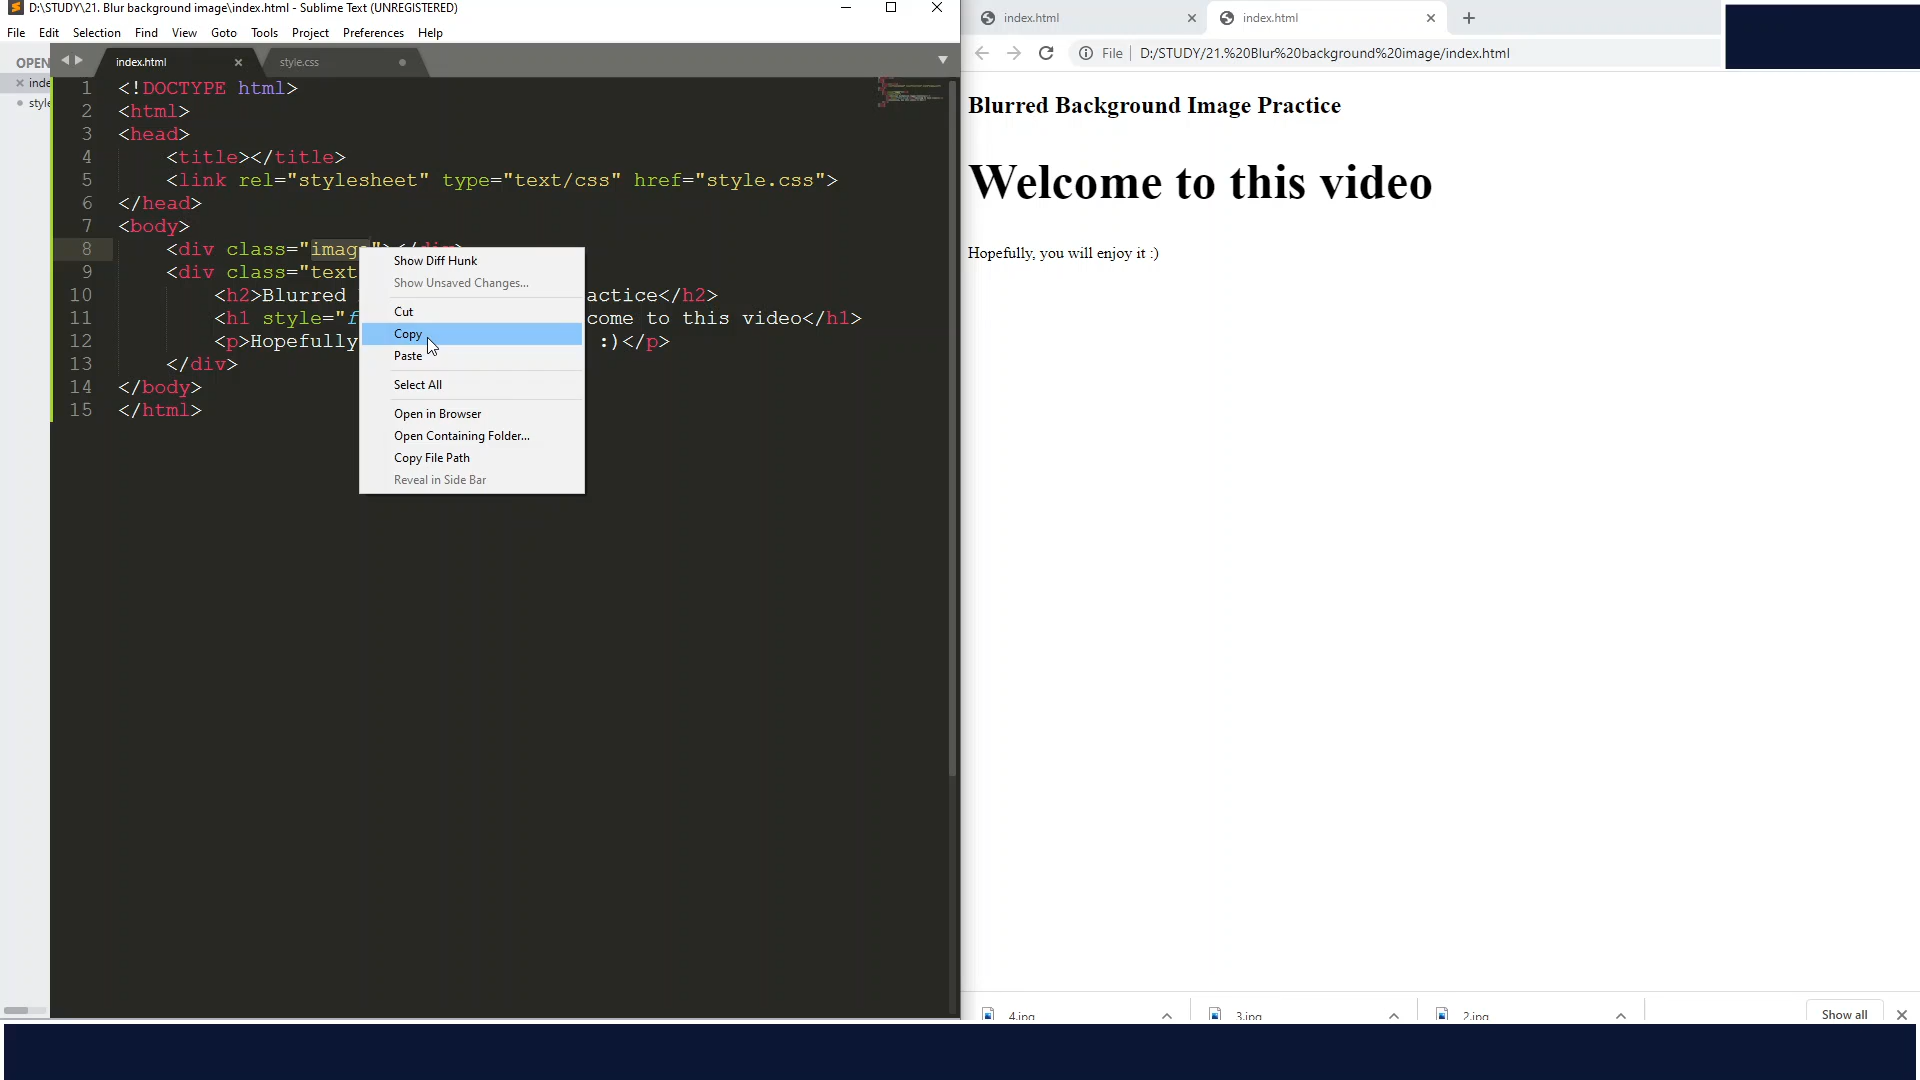 D:\STUDY\21. Blur background image\index.html - Sublime Text (UNREGISTERED)
File Edit Selection Find View Goto Tools Project Preferences Help
OPEN
inde
style
index.html
style.css
1 <!DOCTYPE html>
2 <html>
3 <head>
4 <title></title>
5 <link rel="stylesheet" type="text/css" href="style.css">
6 </head>
7 <body>
8 <div class="image"></div>
9 <div class="text
10 <h2>Blurred actice</h2>
11 <h1 style="f come to this video</h1>
12 <p>Hopefully :)</p>
13 </div>
14 </body>
15 </html>
Show Diff Hunk
Show Unsaved Changes...
Cut
Copy
Paste
Select All
Open in Browser
Open Containing Folder...
Copy File Path
Reveal in Side Bar
index.html
index.html
File D:/STUDY/21.%20Blur%20background%20image/index.html
Blurred Background Image Practice
Welcome to this video
Hopefully, you will enjoy it :)
4.jpg 3.jpg 2.jpg Show all